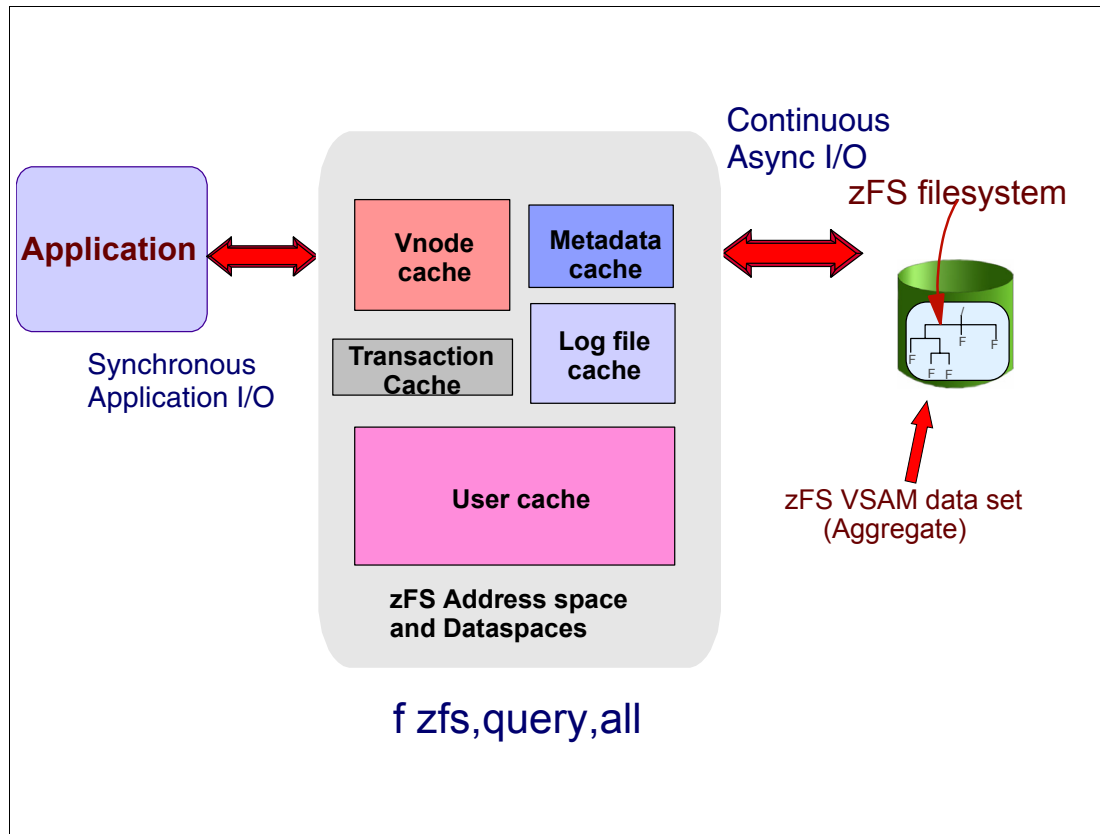 Continuous
Async I/O
zFS filesystem
Application
Vnode
cache
Metadata
cache
Log file
cache
Transaction
Cache
Synchronous
Application I/O
/
F
F
F
F F
User cache
zFS VSAM data set
(Aggregate)
zFS Address space
and Dataspaces
f zfs,query,all